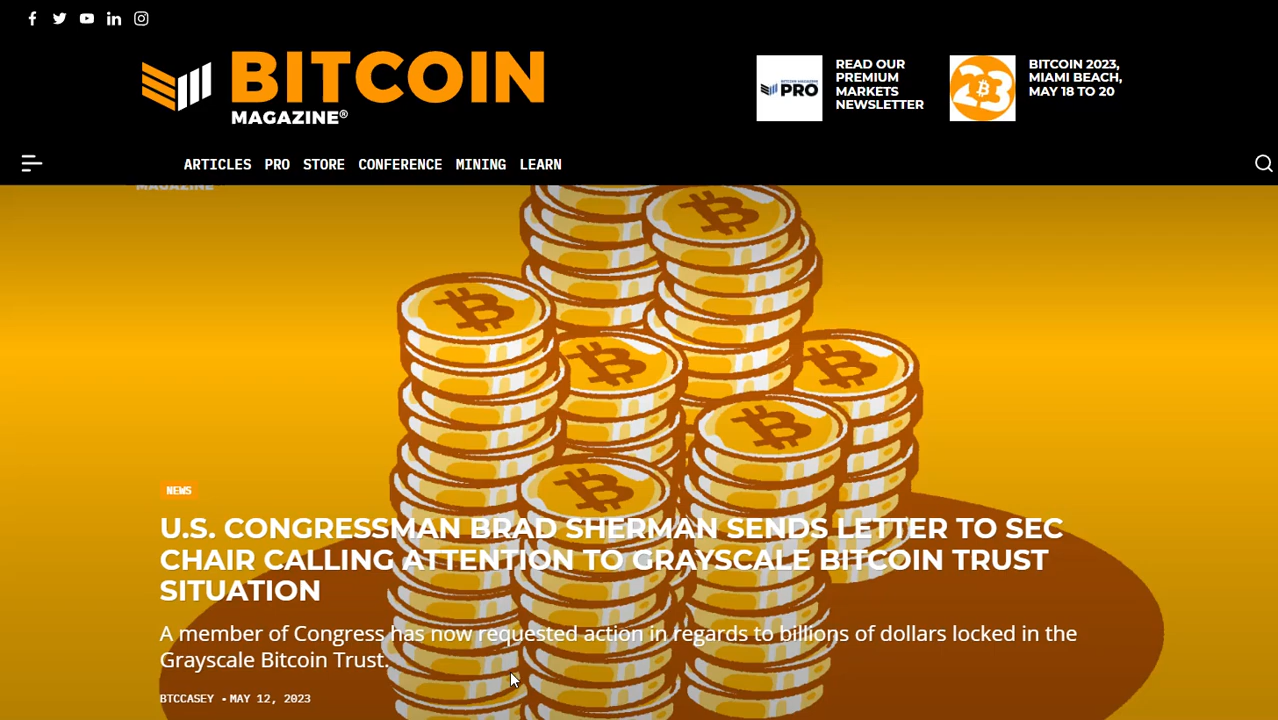 BITCOIN
MAGAZINE®
PRO
READ OUR
PREMIUM
MARKETS
NEWSLETTER
23
BITCOIN 2023,
MIAMI BEACH,
MAY 18 TO 20
ARTICLES PRO STORE CONFERENCE MINING LEARN
MAGAZINE
NEWS
U.S. CONGRESSMAN BRAD SHERMAN SENDS LETTER TO SEC
CHAIR CALLING ATTENTION TO GRAYSCALE BITCOIN TRUST
SITUATION
A member of Congress has now requested action in regards to billions of dollars locked in the
Grayscale Bitcoin Trust.
BTCCASEY • MAY 12, 2023